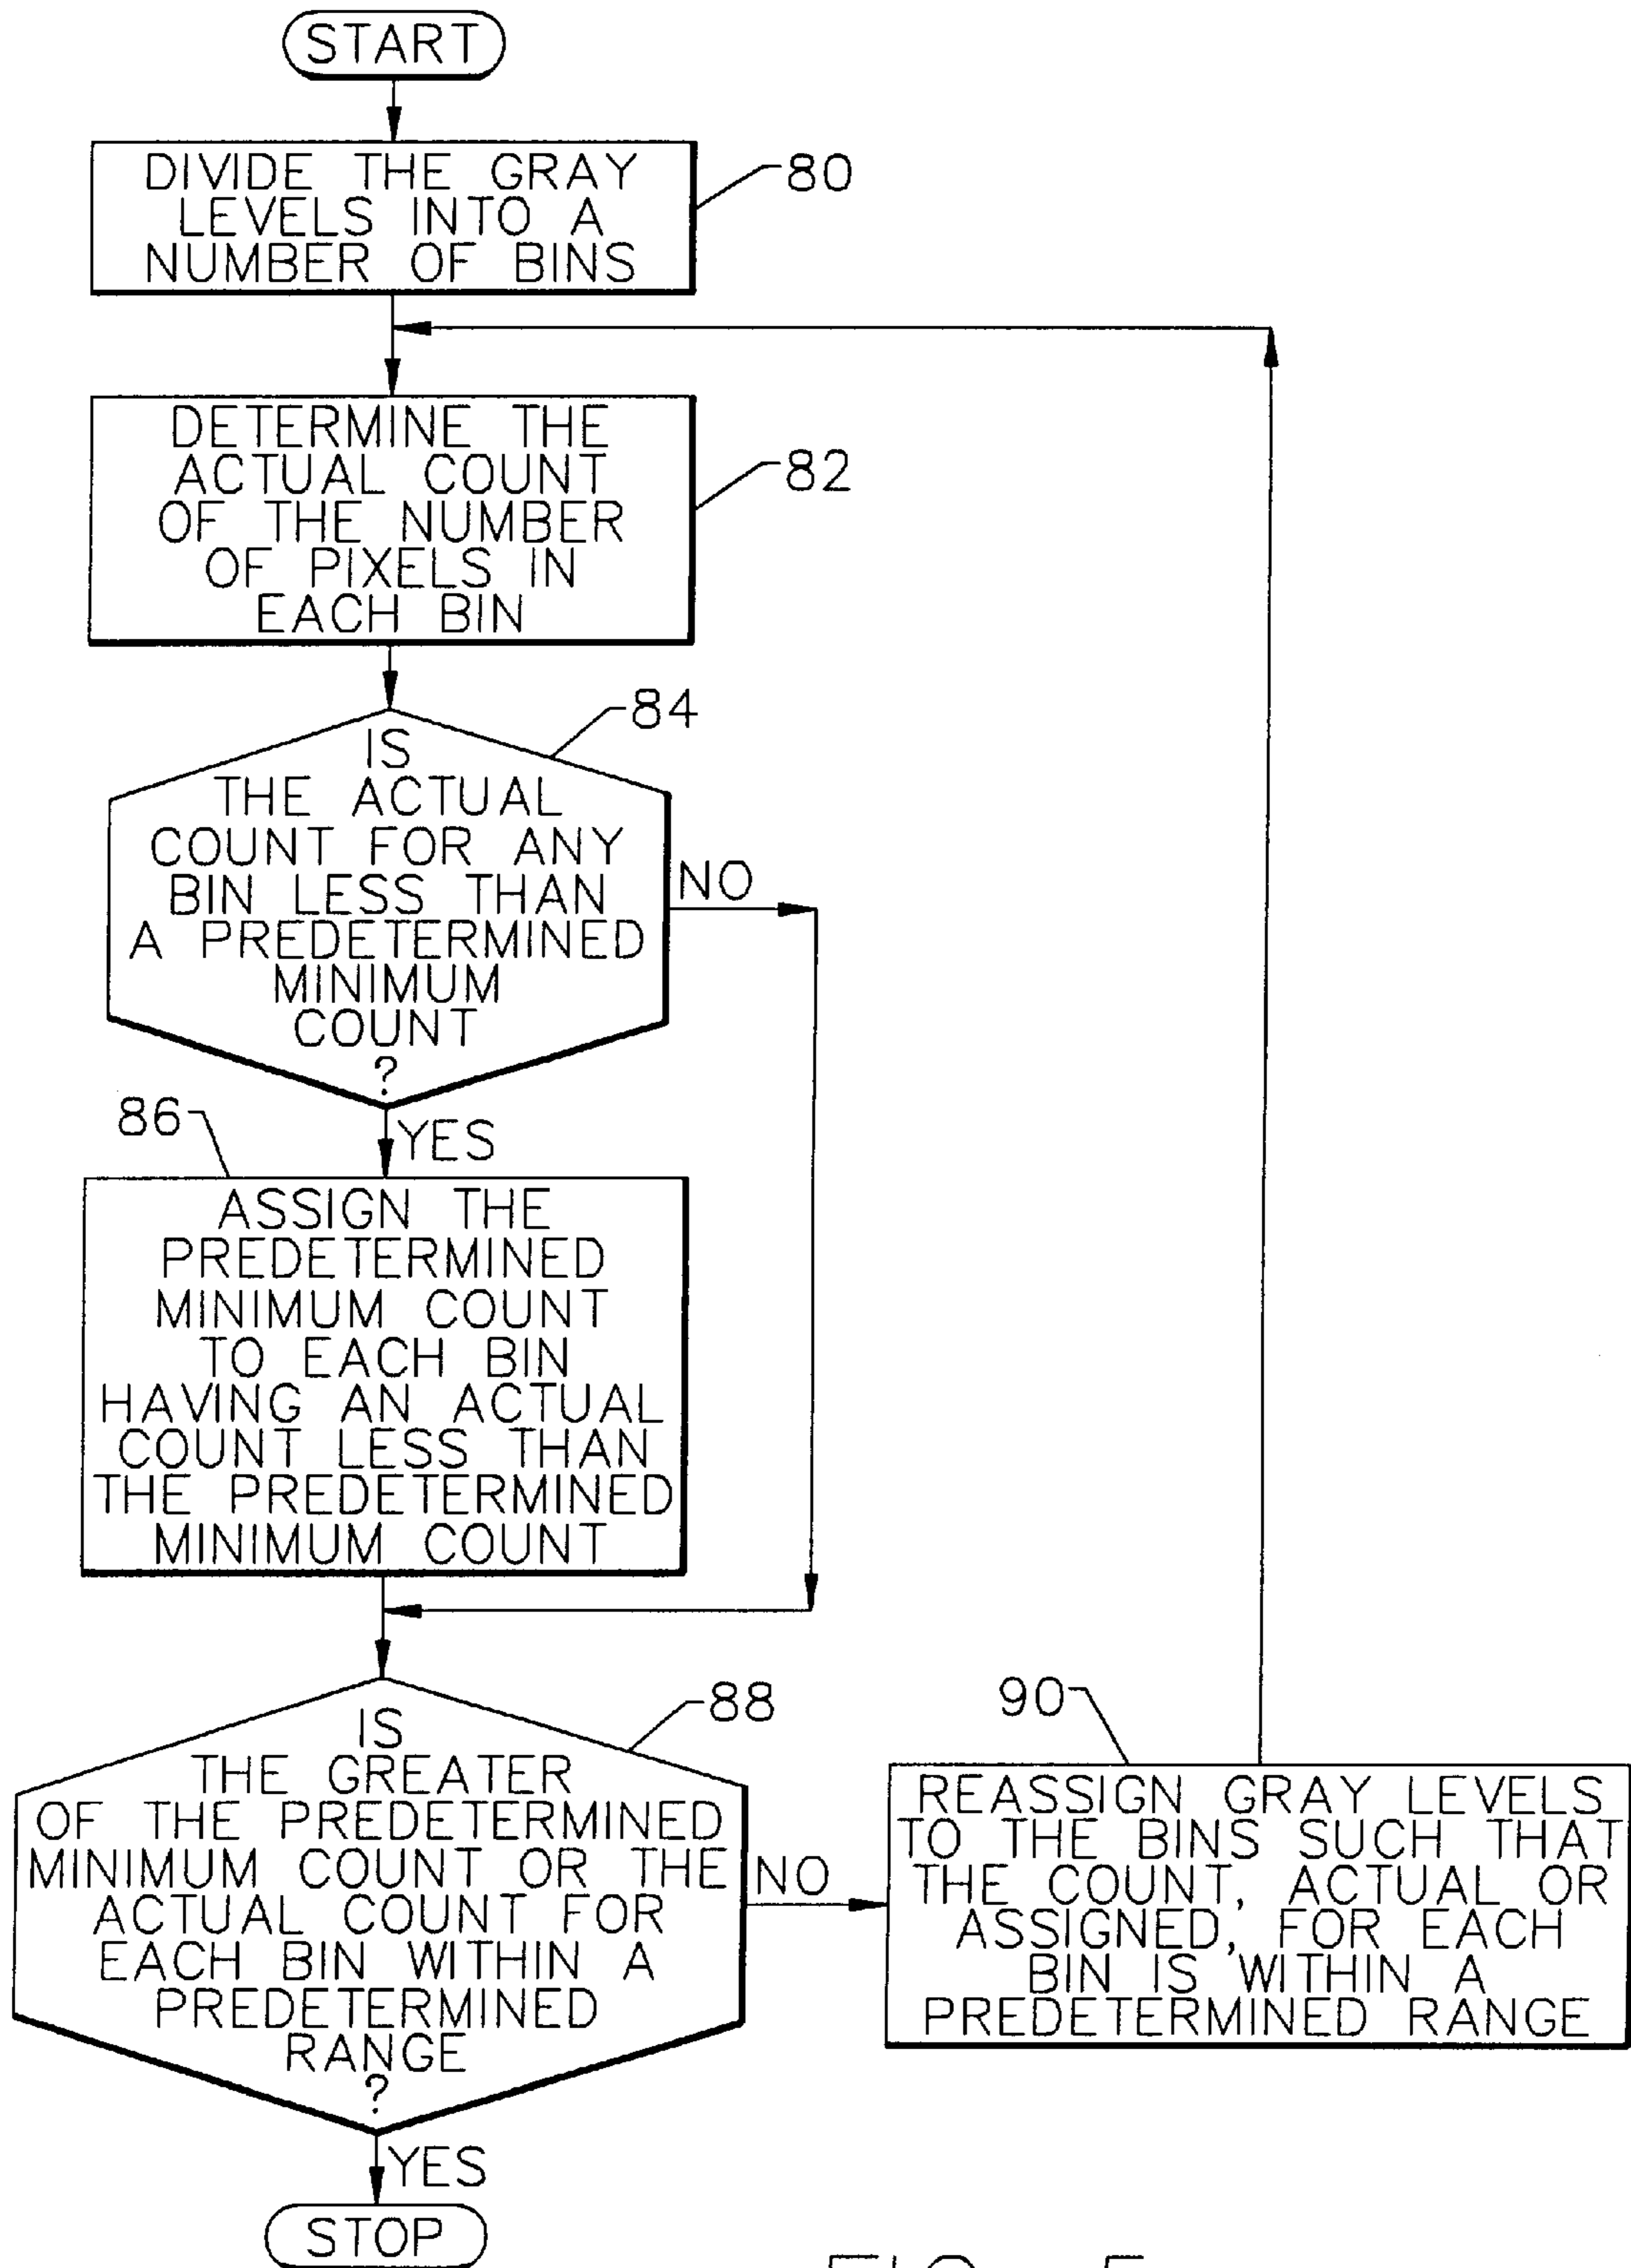 START
DIVIDE THE GRAY
LEVELS INTO A
NUMBER OF BINS
80
DETERMINE THE
ACTUAL COUNT
OF THE NUMBER
OF PIXELS IN
EACH BIN
82
84
IS
THE ACTUAL
COUNT FOR ANY
BIN LESS THAN
A PREDETERMINED
MINIMUM
COUNT
?
NO
YES
86
ASSIGN THE
PREDETERMINED
MINIMUM COUNT
TO EACH BIN
HAVING AN ACTUAL
COUNT LESS THAN
THE PREDETERMINED
MINIMUM COUNT
88
IS
THE GREATER
OF THE PREDETERMINED
MINIMUM COUNT OR THE
ACTUAL COUNT FOR
EACH BIN WITHIN A
PREDETERMINED
RANGE
?
NO
YES
90
REASSIGN GRAY LEVELS
TO THE BINS SUCH THAT
THE COUNT, ACTUAL OR
ASSIGNED, FOR EACH
BIN IS WITHIN A
PREDETERMINED RANGE
STOP